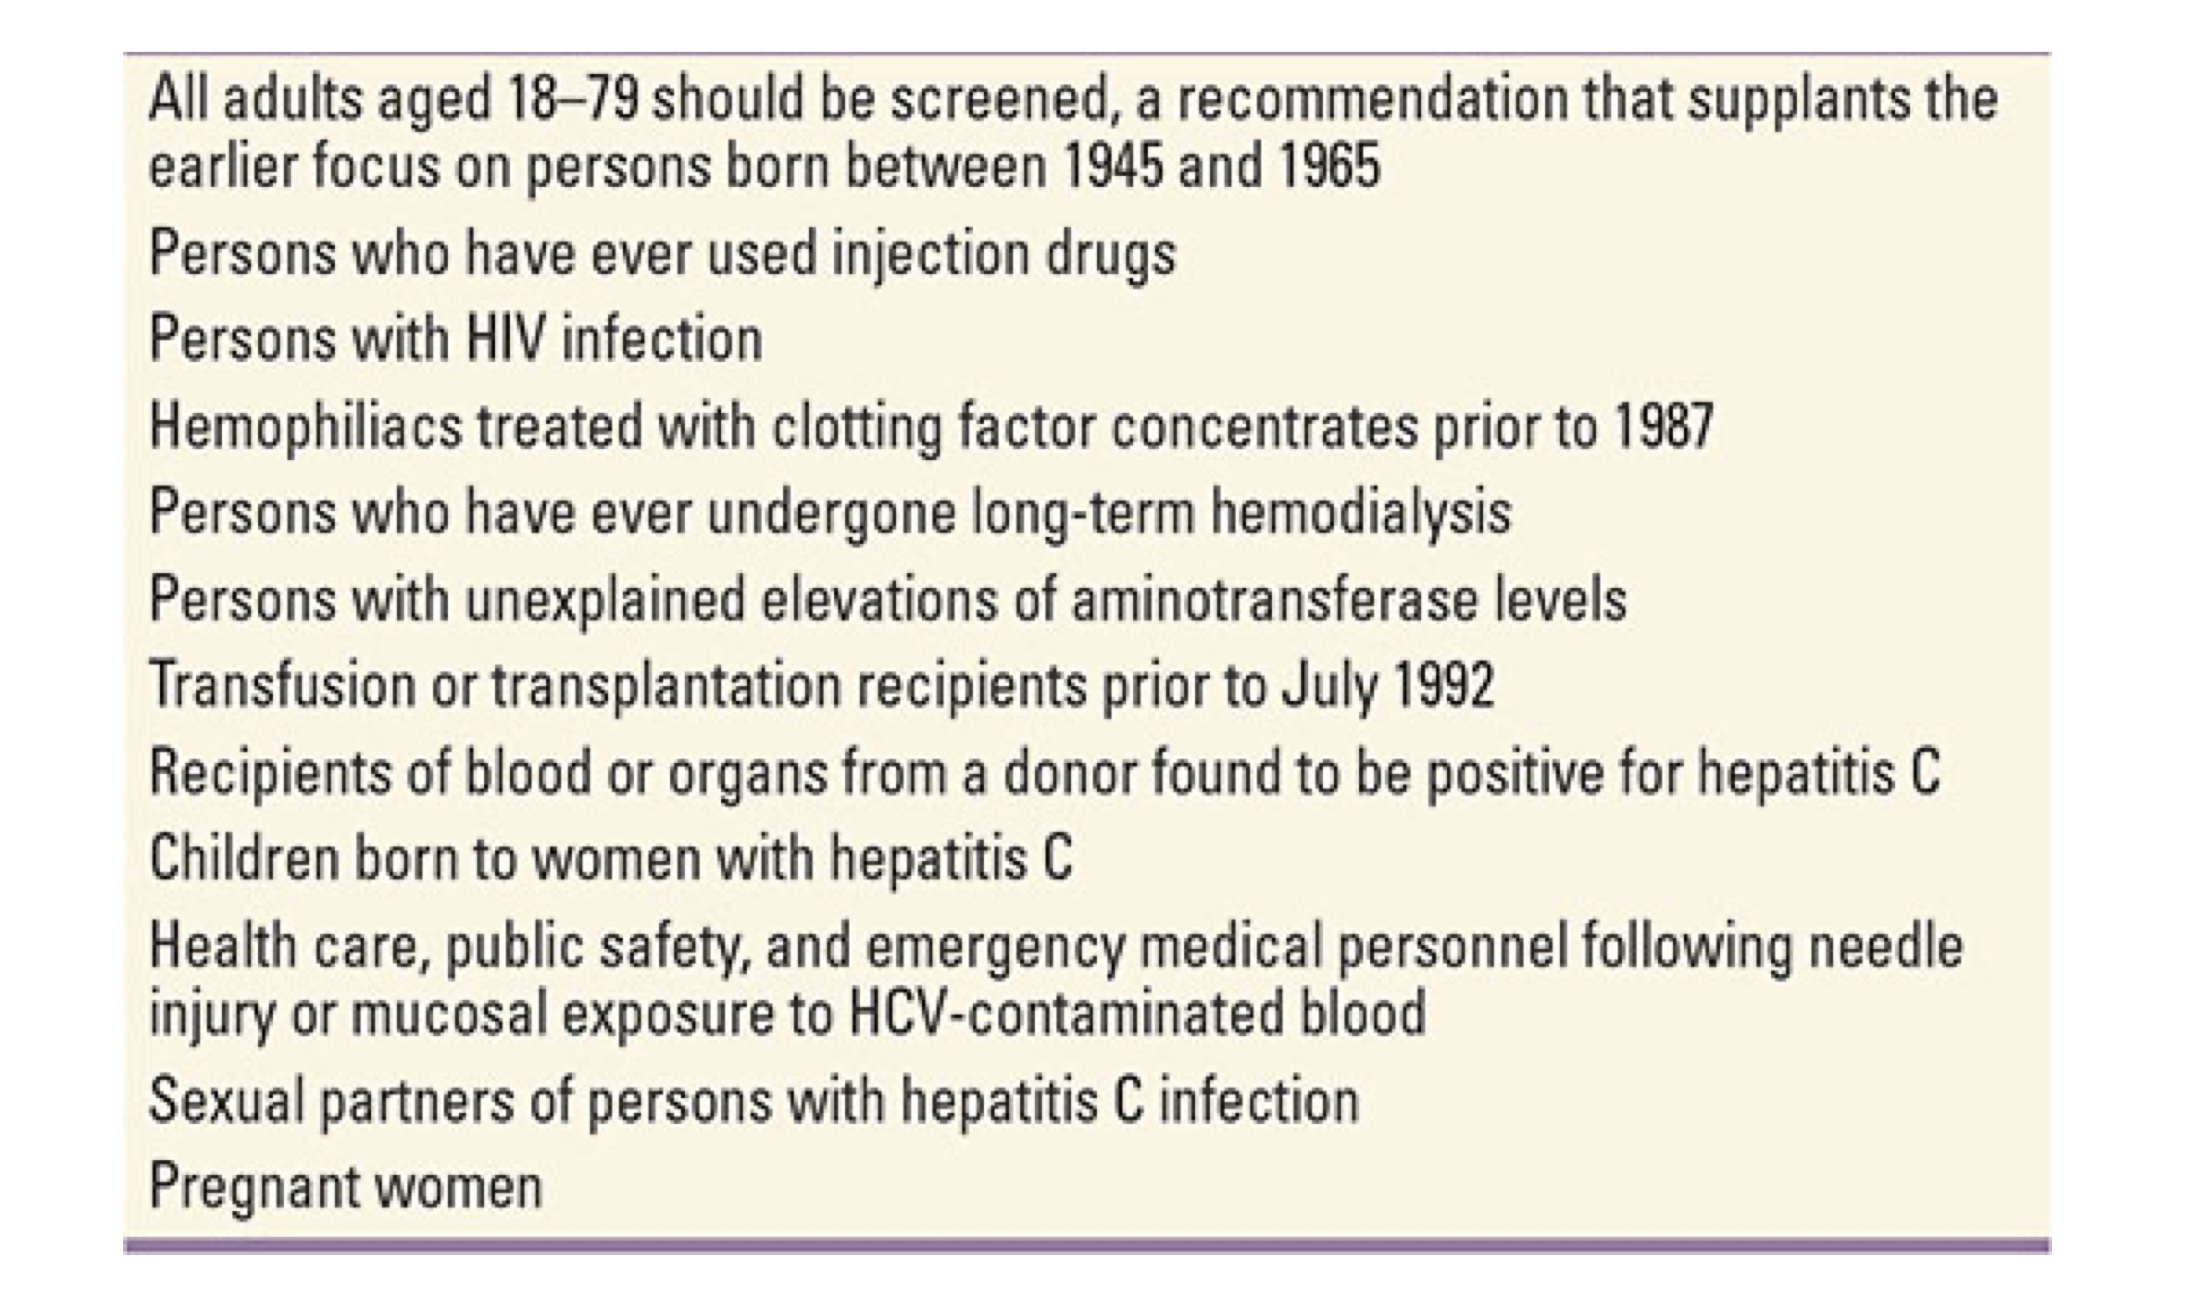 All adults aged 18–79 should be screened, a recommendation that supplants the
earlier focus on persons born between 1945 and 1965
Persons who have ever used injection drugs
Persons with HIV infection
Hemophiliacs treated with clotting factor concentrates prior to 1987
Persons who have ever undergone long-term hemodialysis
Persons with unexplained elevations of aminotransferase levels
Transfusion or transplantation recipients prior to July 1992
Recipients of blood or organs from a donor found to be positive for hepatitis C
Children born to women with hepatitis C
Health care, public safety, and emergency medical personnel following needle
injury or mucosal exposure to HCV-contaminated blood
Sexual partners of persons with hepatitis C infection
Pregnant women